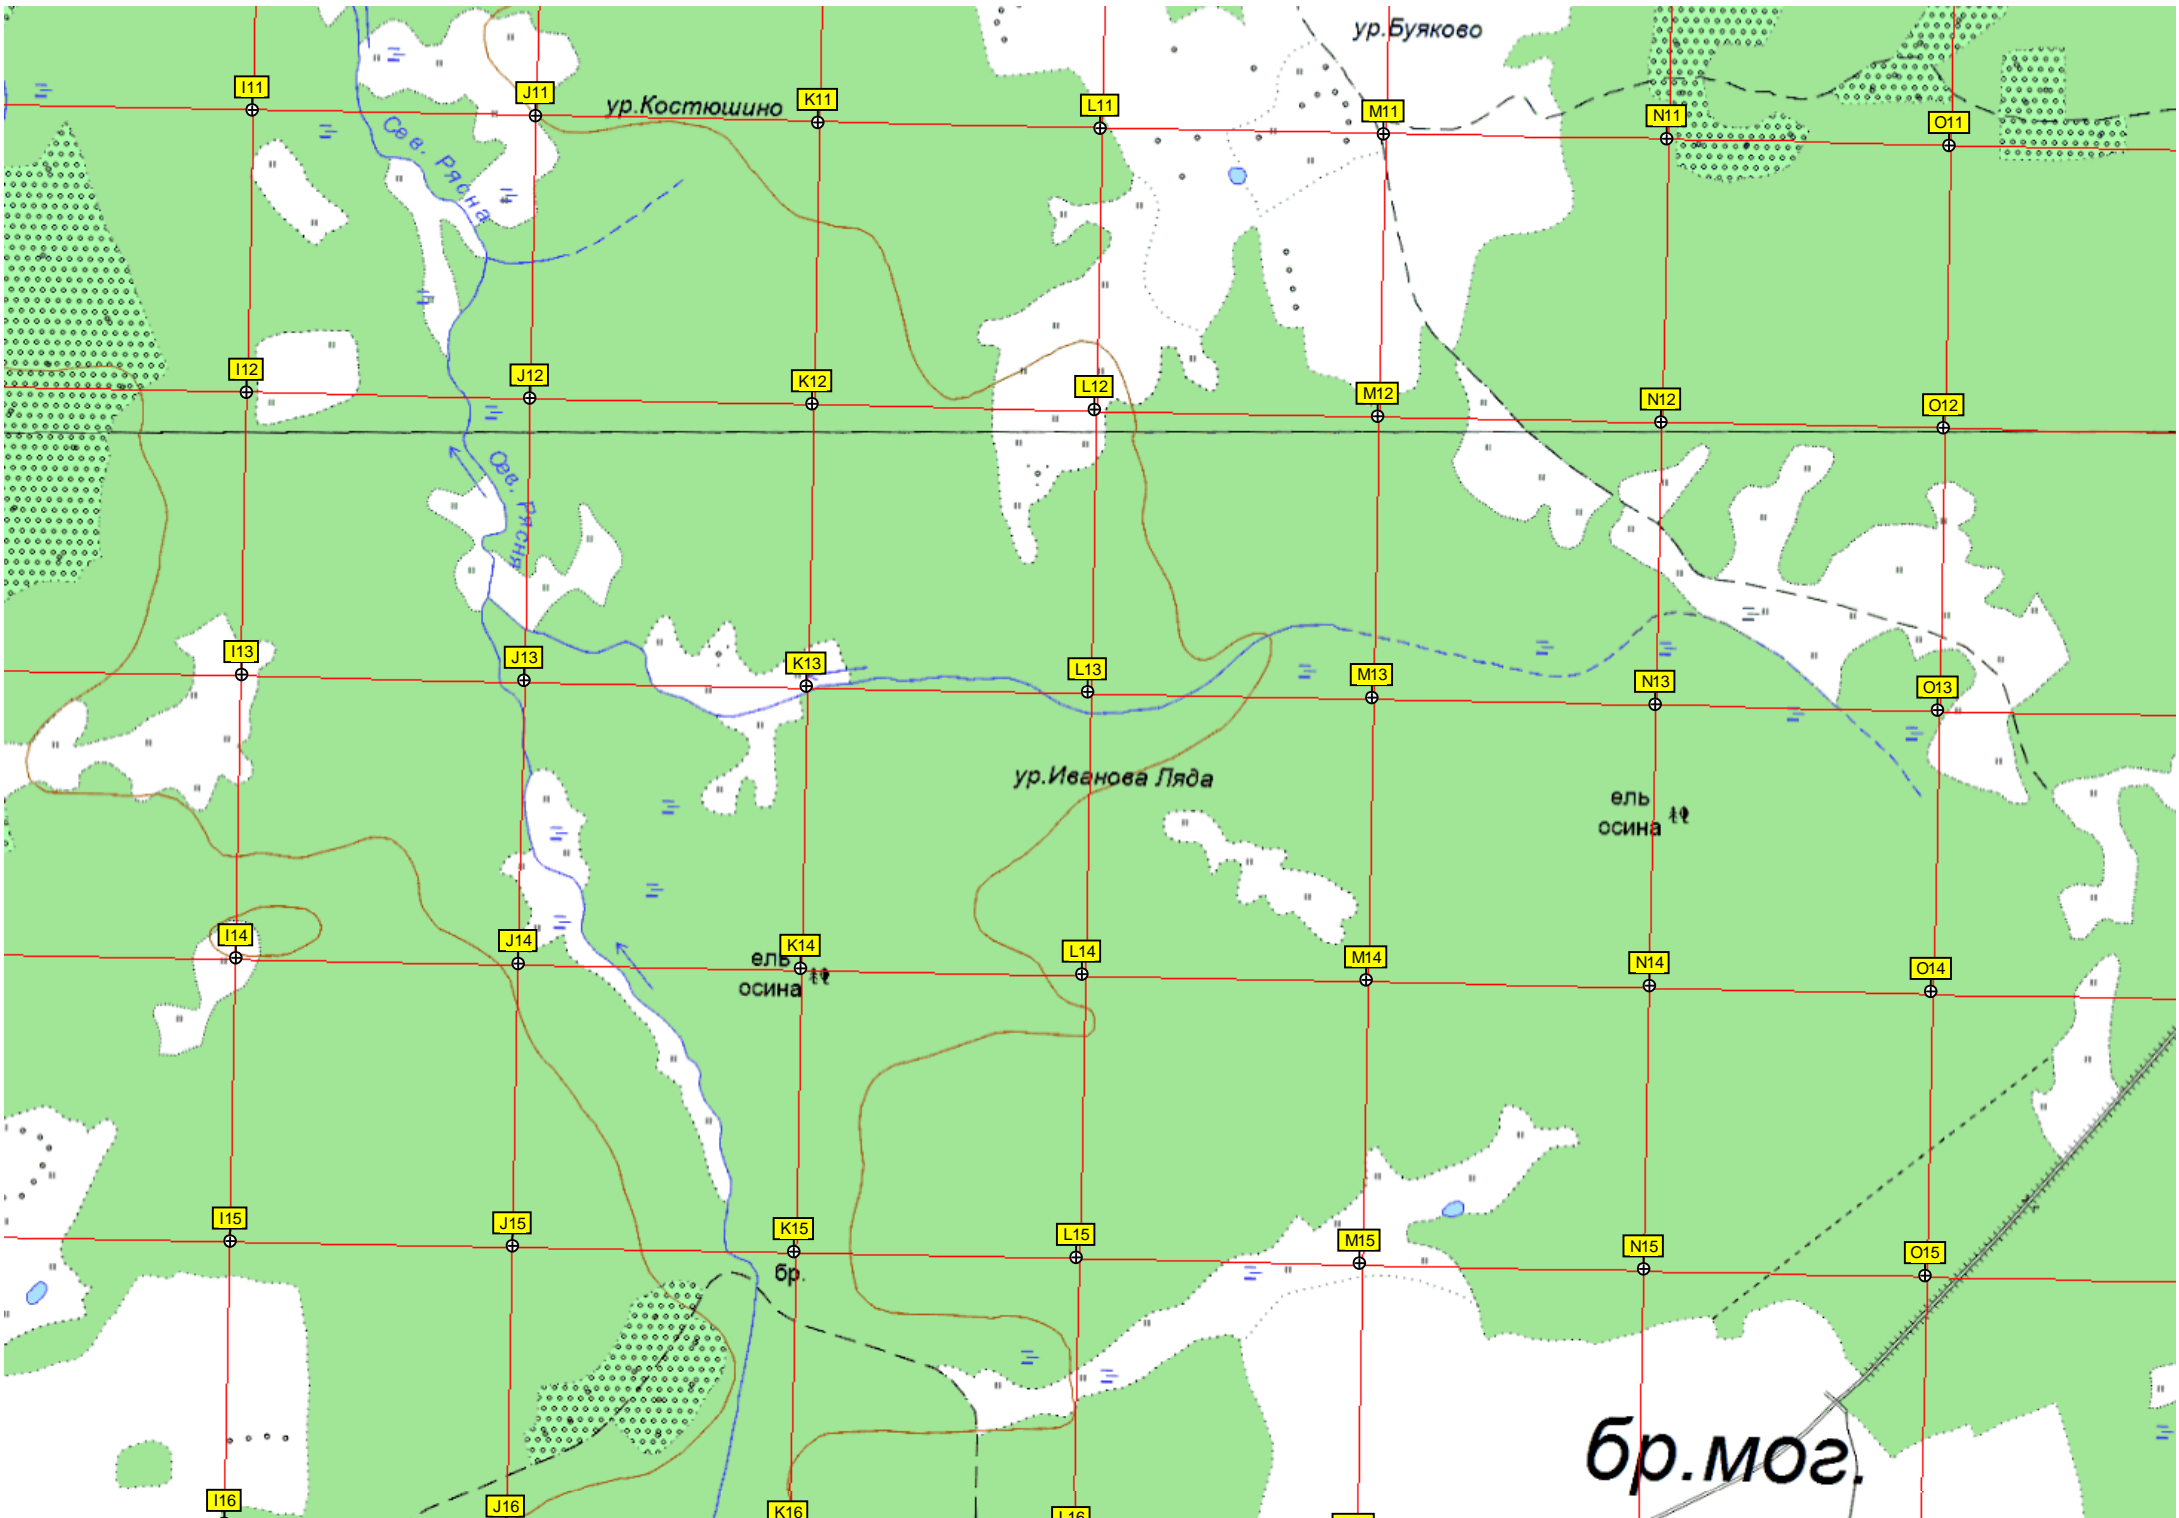 ур.Буяково
I11
J11
ур.Костюшино
K11
L11
M11
N11
O11
Сев. Рясна
I12
J12
K12
L12
M12
N12
O12
Сев. Рясна
I13
J13
K13
L13
M13
N13
O13
ур.Иванова Ляда
ель
осина
I14
J14
K14
L14
M14
N14
O14
ель
осина
I15
J15
K15
L15
M15
N15
O15
бр.
бр.мог.
I16
J16
K16
L16